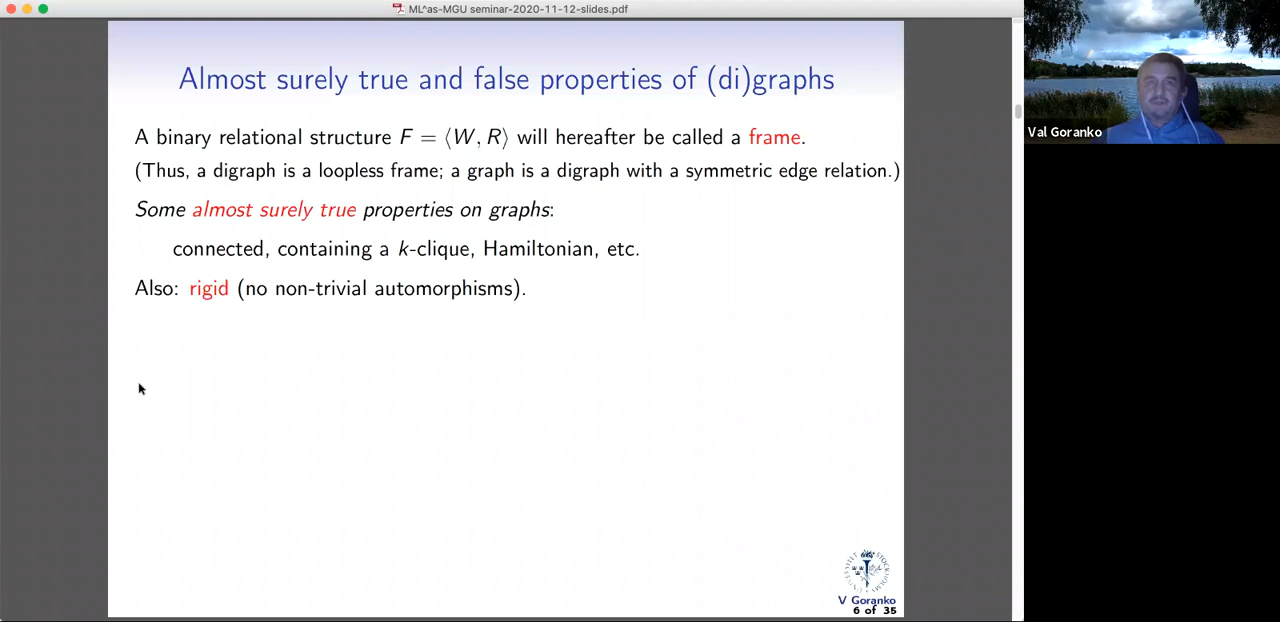 ML^as-MGU seminar-2020-11-12-slides.pdf
Almost surely true and false properties of (di)graphs
A binary relational structure F = ⟨W, R⟩ will hereafter be called a frame.
(Thus, a digraph is a loopless frame; a graph is a digraph with a symmetric edge relation.)
Some almost surely true properties on graphs:
connected, containing a k-clique, Hamiltonian, etc.
Also: rigid (no non-trivial automorphisms).
V Goranko
6 of 35
Val Goranko